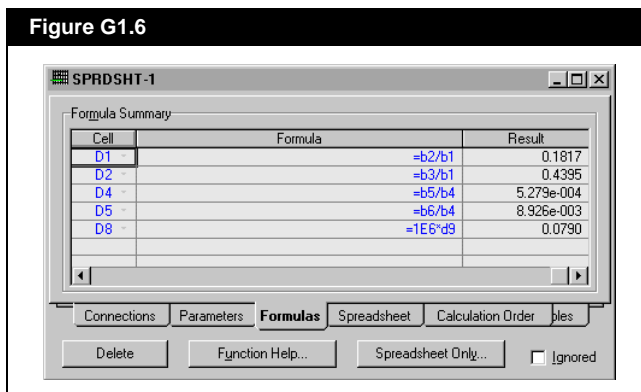 Figure G1.6
SPRDSHT-1
Formula Summary
Cell Formula Result
D1 =b2/b1 0.1817
D2 =b3/b1 0.4395
D4 =b5/b4 5.279e-004
D5 =b6/b4 8.926e-003
D8 =1E6*d9 0.0790
Connections Parameters Formulas Spreadsheet Calculation Order bles
Delete Function Help... Spreadsheet Only... Ignored